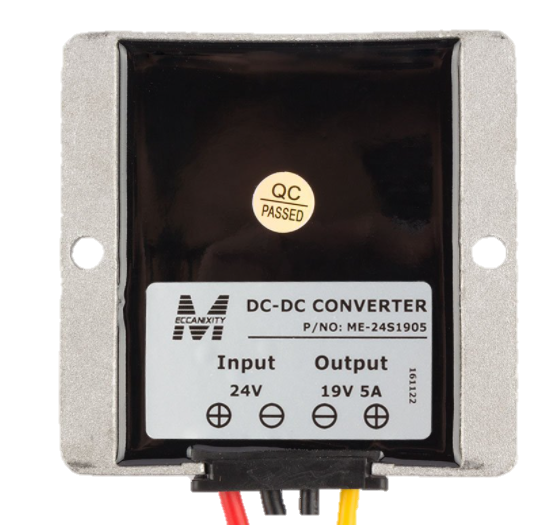 QC
PASSED
M
ECCANIXITY
DC-DC CONVERTER
P/NO: ME-24S1905
Input Output
24V 19V 5A
161122
⊕ ⊖ ⊖ ⊕